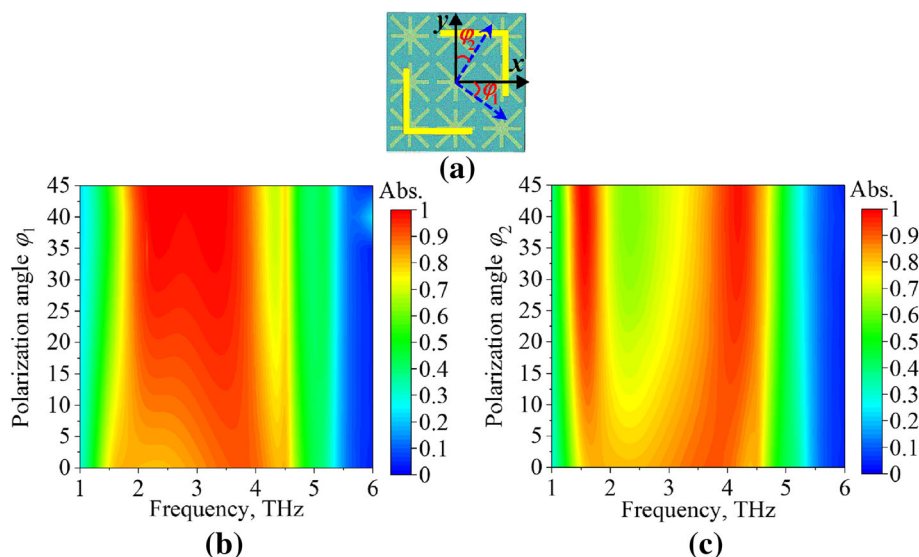 y
φ2
x
φ1
(a)
Abs.
45
40
35
30
25
20
15
10
5
0
Polarization angle φ1
1 2 3 4 5 6
Frequency, THz
1
0.9
0.8
0.7
0.6
0.5
0.4
0.3
0.2
0.1
0
(b)
Abs.
45
40
35
30
25
20
15
10
5
0
Polarization angle φ2
1 2 3 4 5 6
Frequency, THz
1
0.9
0.8
0.7
0.6
0.5
0.4
0.3
0.2
0.1
0
(c)